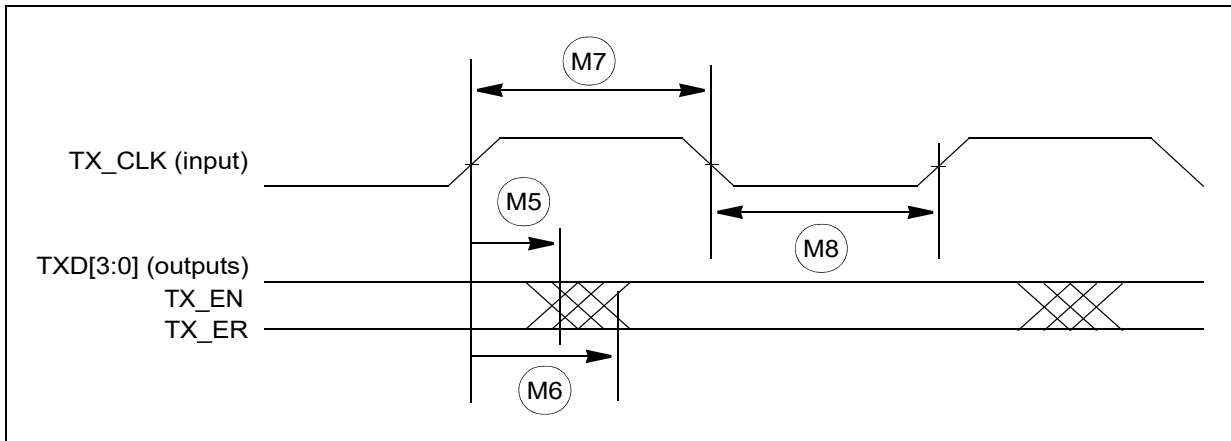 M7
TX_CLK (input)
M5
M8
TXD[3:0] (outputs)
TX_EN
TX_ER
M6